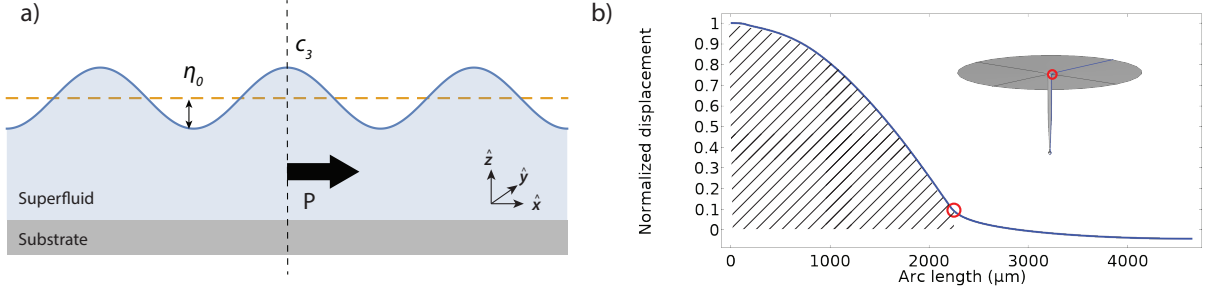 a)
c₃
η₀
P
ẑ
ŷ
x̂
Superfluid
Substrate
b)
Normalized displacement
1
0.9
0.8
0.7
0.6
0.5
0.4
0.3
0.2
0.1
0
0 1000 2000 3000 4000
Arc length (μm)